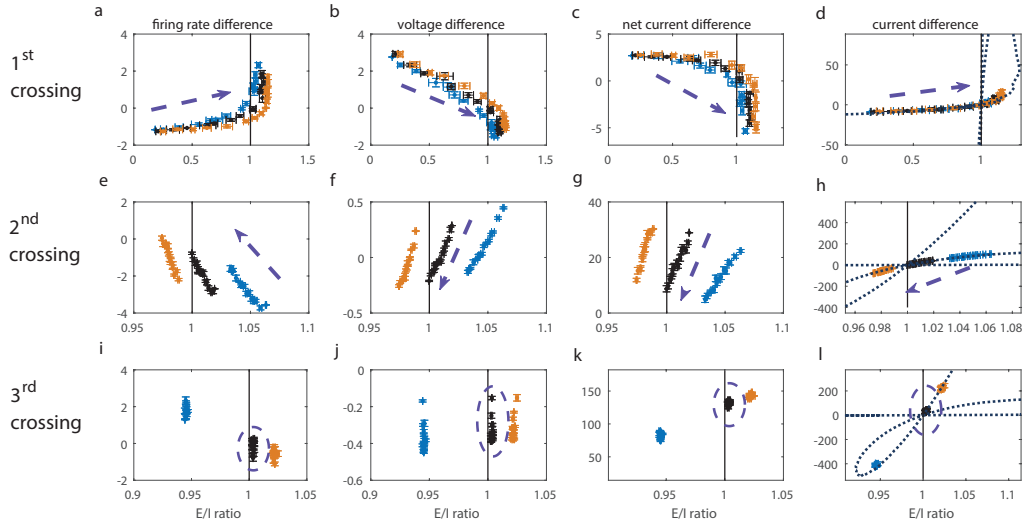 a b c d
firing rate difference voltage difference net current difference current difference
1st crossing
4 2 0 -2
0 0.5 1 1.5
4 2 0 -2
0 0.5 1 1.5
5 0 -5
0 0.5 1 1.5
50 0 -50
0 1
e f g h
2nd crossing
2 0 -2 -4
0.95 1 1.05 1.1
0.5 0 -0.5
0.95 1 1.05 1.1
40 20 0
0.95 1 1.05 1.1
600 400 200 0 -200 -400
0.96 0.98 1 1.02 1.04 1.06 1.08
i j k l
3rd crossing
4 2 0 -2
0.9 0.95 1 1.05
0 -0.2 -0.4 -0.6
0.9 0.95 1 1.05
150 100 50
0.95 1 1.05
200 0 -200 -400
0.95 1 1.05 1.1
E/I ratio E/I ratio E/I ratio E/I ratio